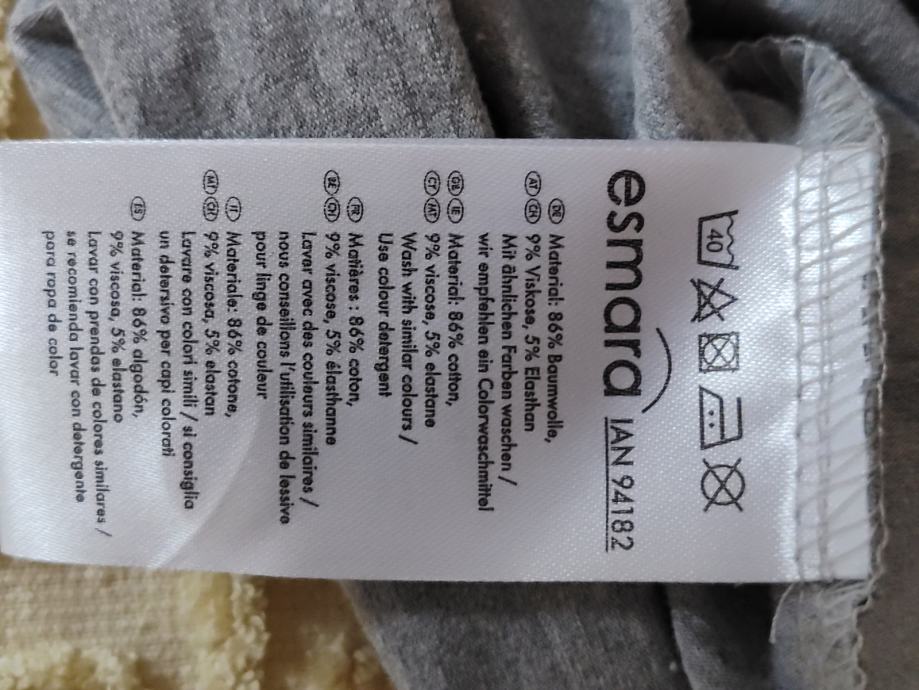 40
esmara IAN 94182
DE Material: 86% Baumwolle,
AT CH 9% Viskose, 5% Elasthan
Mit ähnlichen Farben waschen /
wir empfehlen ein Colorwaschmittel
GB IE Material: 86% cotton,
CY MT 9% viscose, 5% elastane
Wash with similar colours /
Use colour detergent
FR Matières : 86% coton,
BE CH 9% viscose, 5% élasthanne
Laver avec des couleurs similaires /
nous conseillons l'utilisation de lessive
pour linge de couleur
IT Materiale: 86% cotone,
MT CH 9% viscosa, 5% elastan
Lavare con colori simili / si consiglia
un detersivo per capi colorati
ES Material: 86% algodón,
9% viscosa, 5% elastano
Lavar con prendas de colores similares /
se recomienda lavar con detergente
para ropa de color